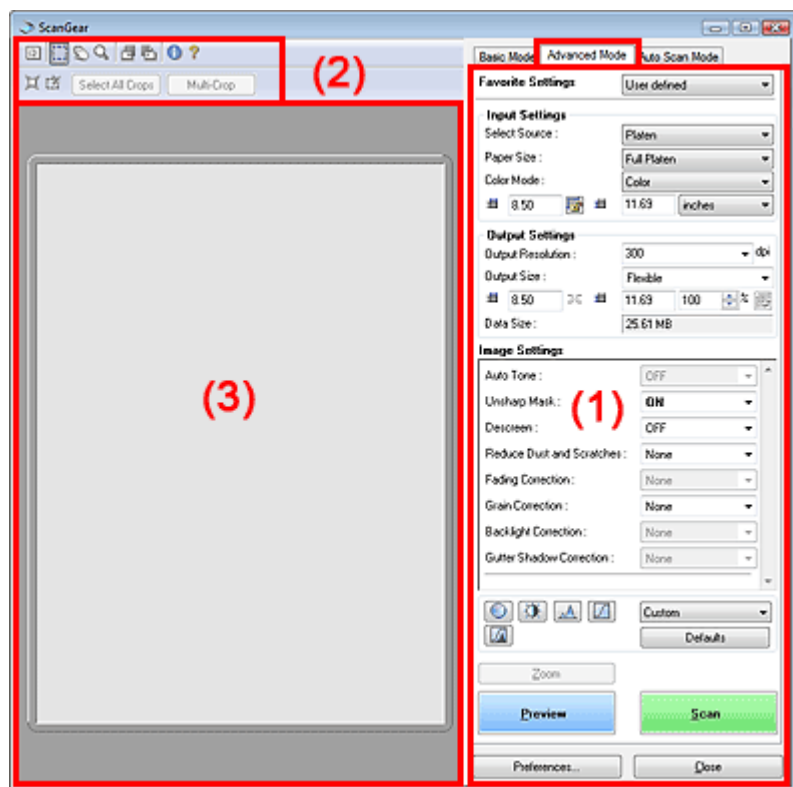 ScanGear
Select All Crops Multi-Crop
(2)
Basic Mode Advanced Mode Auto Scan Mode
Favorite Settings User defined
Input Settings
Select Source : Platen
Paper Size : Full Platen
Color Mode : Color
8.50 11.69 inches
Output Settings
Output Resolution : 300 dpi
Output Size : Flexible
8.50 11.69 100 %
Data Size : 25.61 MB
Image Settings
Auto Tone : OFF
Unsharp Mask : ON
(1)
(3)
Descreen : OFF
Reduce Dust and Scratches : None
Fading Correction : None
Grain Correction : None
Backlight Correction : None
Gutter Shadow Correction : None
Custom
Defaults
Zoom
Preview Scan
Preferences... Close